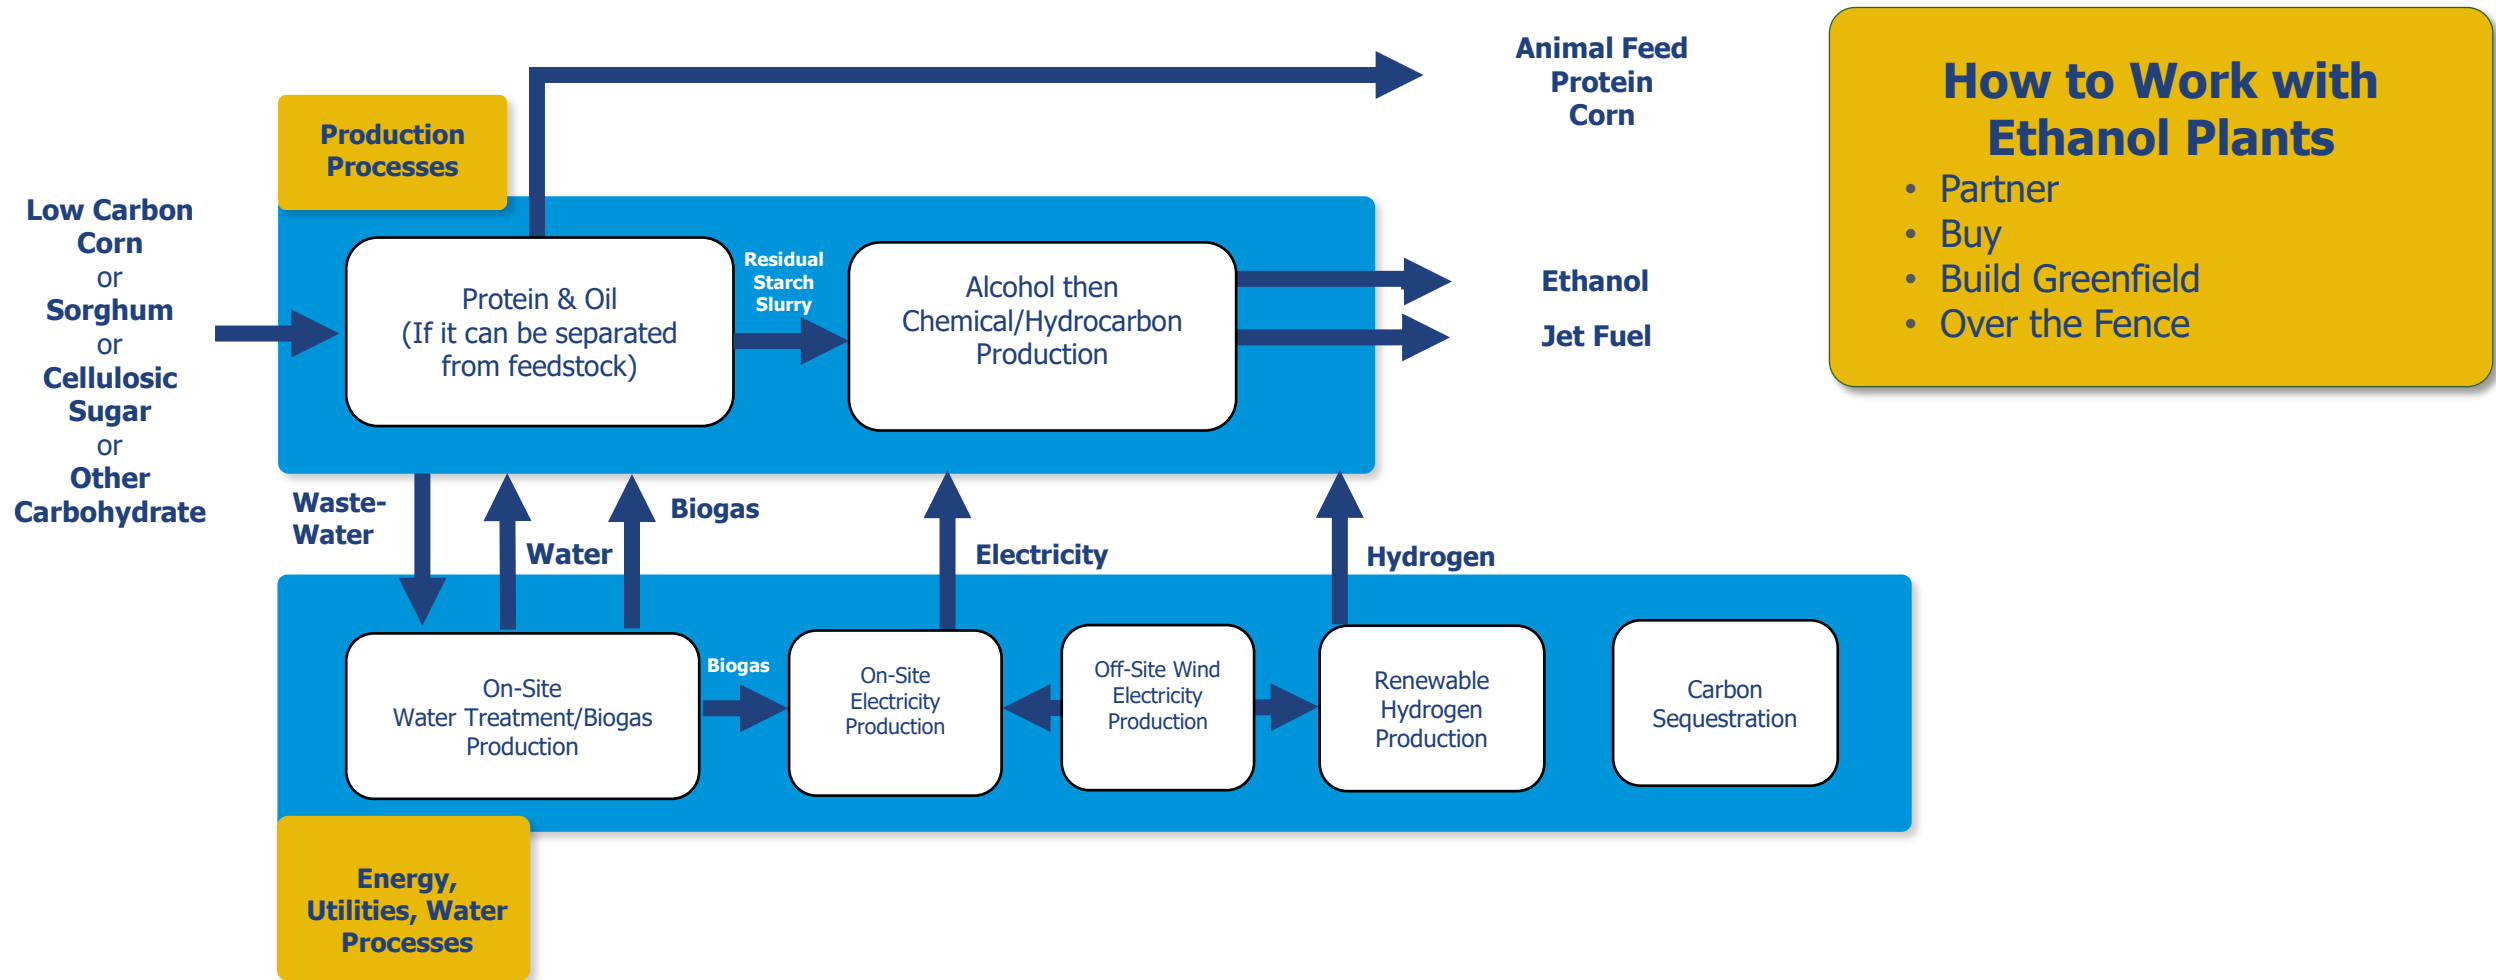 Animal Feed
Protein
Corn
How to Work with
Ethanol Plants
• Partner
• Buy
• Build Greenfield
• Over the Fence
Production
Processes
Low Carbon
Corn
or
Sorghum
or
Cellulosic
Sugar
or
Other
Carbohydrate
Protein & Oil
(If it can be separated
from feedstock)
Residual
Starch
Slurry
Alcohol then
Chemical/Hydrocarbon
Production
Ethanol
Jet Fuel
Waste-
Water
Water
Biogas
Electricity
Hydrogen
On-Site
Water Treatment/Biogas
Production
Biogas
On-Site
Electricity
Production
Off-Site Wind
Electricity
Production
Renewable
Hydrogen
Production
Carbon
Sequestration
Energy,
Utilities, Water
Processes